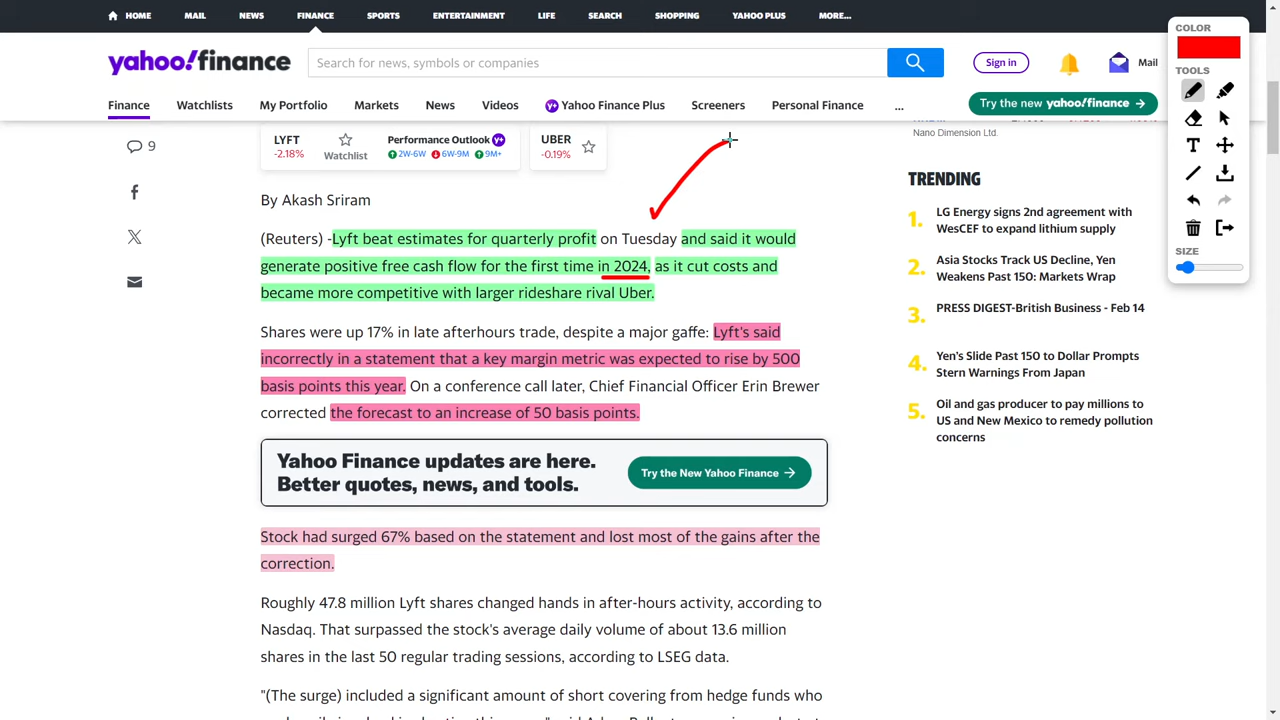 HOME MAIL NEWS FINANCE SPORTS ENTERTAINMENT LIFE SEARCH SHOPPING YAHOO PLUS MORE...
yahoo!finance
Search for news, symbols or companies
Sign in
Mail
Finance Watchlists My Portfolio Markets News Videos Yahoo Finance Plus Screeners Personal Finance ...
Try the new yahoo!finance →
COLOR
TOOLS
SIZE
9
LYFT
-2.18%
Watchlist
Performance Outlook Y+
2W-6W 6W-9M 9M+
UBER
-0.19%
By Akash Sriram
(Reuters) -Lyft beat estimates for quarterly profit on Tuesday and said it would
generate positive free cash flow for the first time in 2024, as it cut costs and
became more competitive with larger rideshare rival Uber.
Shares were up 17% in late afterhours trade, despite a major gaffe: Lyft's said
incorrectly in a statement that a key margin metric was expected to rise by 500
basis points this year. On a conference call later, Chief Financial Officer Erin Brewer
corrected the forecast to an increase of 50 basis points.
Yahoo Finance updates are here.
Better quotes, news, and tools.
Try the New Yahoo Finance →
Stock had surged 67% based on the statement and lost most of the gains after the
correction.
Roughly 47.8 million Lyft shares changed hands in after-hours activity, according to
Nasdaq. That surpassed the stock's average daily volume of about 13.6 million
shares in the last 50 regular trading sessions, according to LSEG data.
"(The surge) included a significant amount of short covering from hedge funds who
Nano Dimension Ltd.
TRENDING
1. LG Energy signs 2nd agreement with
WesCEF to expand lithium supply
2. Asia Stocks Track US Decline, Yen
Weakens Past 150: Markets Wrap
3. PRESS DIGEST-British Business - Feb 14
4. Yen's Slide Past 150 to Dollar Prompts
Stern Warnings From Japan
5. Oil and gas producer to pay millions to
US and New Mexico to remedy pollution
concerns